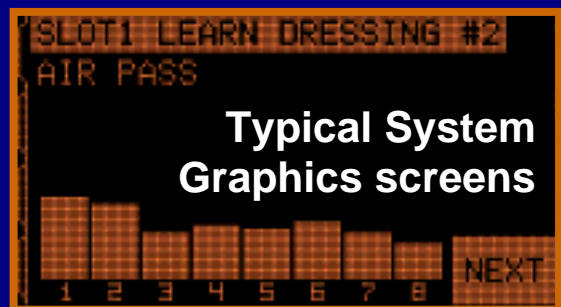 SLOT1 LEARN DRESSING #2
AIR PASS
Typical System
Graphics screens
NEXT
1 2 3 4 5 6 7 8